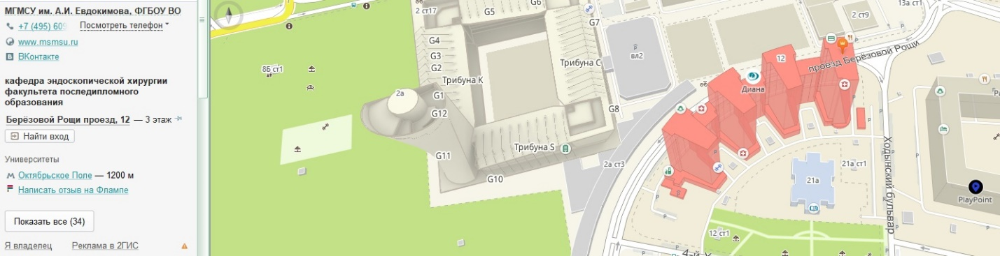 МГМСУ им. А.И. Евдокимова, ФГБОУ ВО
+7 (495) 60 Посмотреть телефон
www.msmsu.ru
ВКонтакте
кафедра эндоскопической хирургии
факультета последипломного
образования
Берёзовой Рощи проезд, 12 — 3 этаж
Найти вход
Университеты
Октябрьское Поле — 1200 м
Написать отзыв на Флампе
Показать все (34)
Я владелец Реклама в 2ГИС
2 ст17
G5
G6
13а ст1
2 ст9
G7
G4
G3
G2
G1
G12
G11
G10
G8
Трибуна С
Трибуна К
Трибуна S
вл2
8Б ст1
2а
2а ст3
Диана
12
проезд Берёзовой Рощи
Ходынский бульвар
21а ст1
21а
12 ст1
PlayPoint
4-й Х